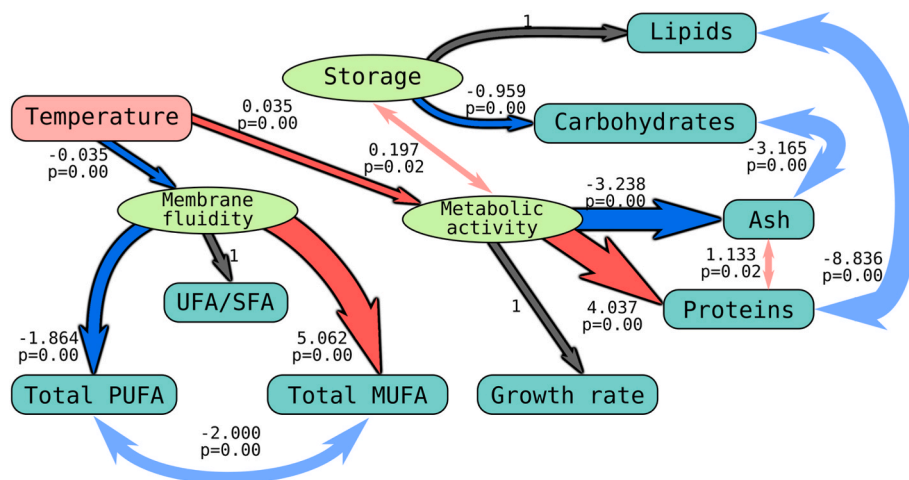 1
Lipids
Storage
-0.959
p=0.00
Temperature
0.035
p=0.00
Carbohydrates
-0.035
p=0.00
0.197
p=0.02
-3.165
p=0.00
Membrane
fluidity
Metabolic
activity
-3.238
p=0.00
Ash
1
UFA/SFA
1.133
p=0.02
-8.836
p=0.00
1
4.037
p=0.00
Proteins
-1.864
p=0.00
5.062
p=0.00
Total PUFA
Total MUFA
Growth rate
-2.000
p=0.00